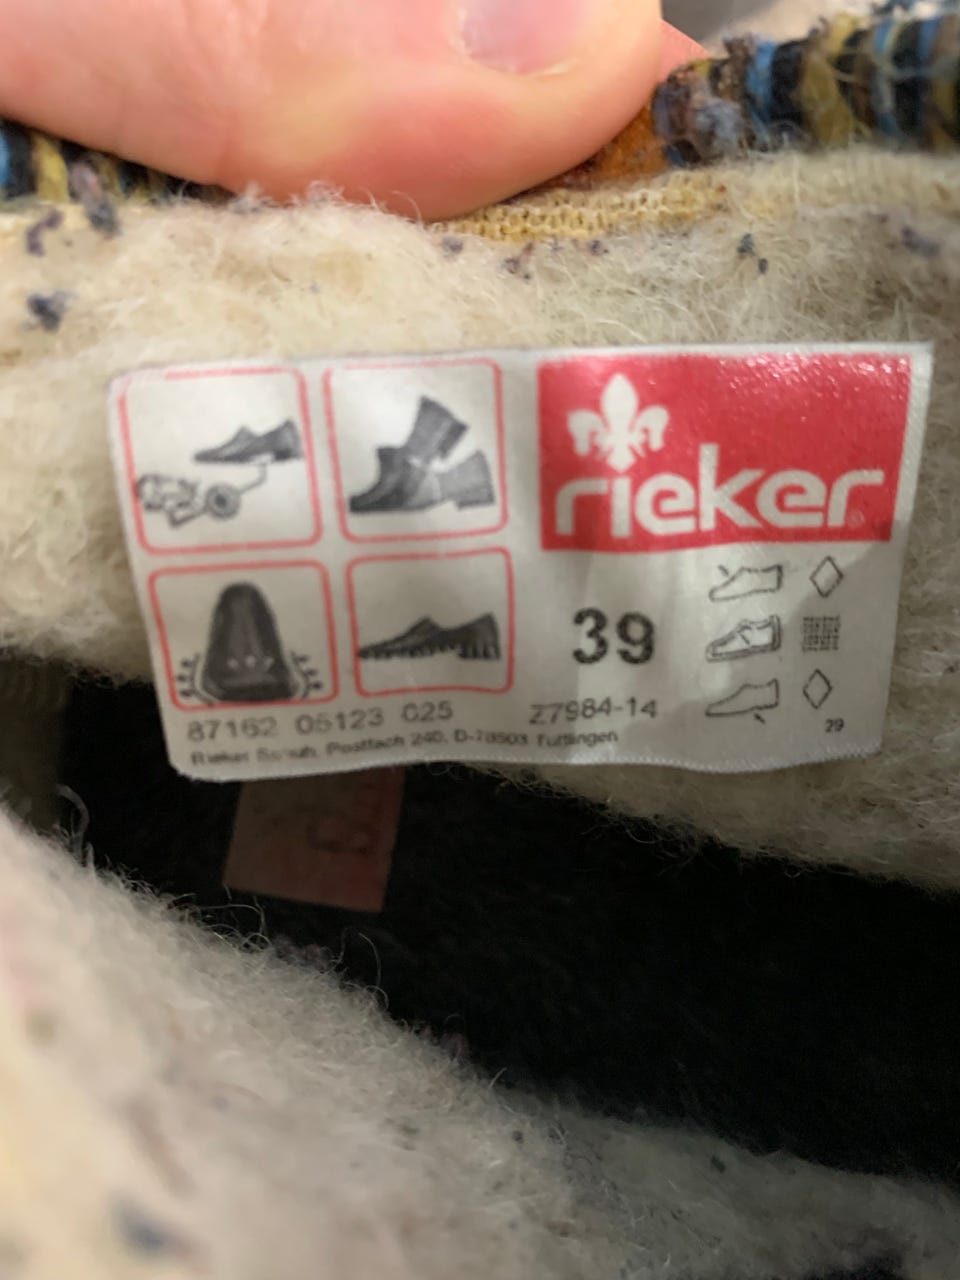 rieker
39
87162 05123 025 Z7984-14
29
Rieker Schuh, Postfach 240, D-78503 Tuttlingen